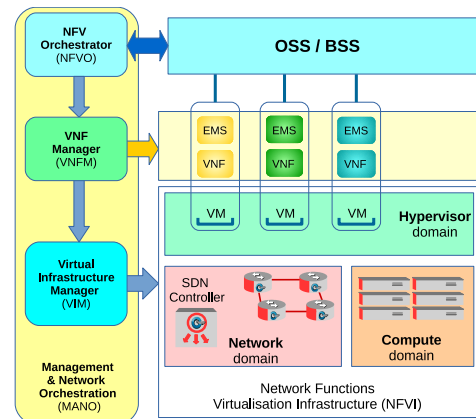 NFV
Orchestrator
(NFVO)
OSS / BSS
VNF
Manager
(VNFM)
EMS
EMS
EMS
VNF
VNF
VNF
VM
VM
VM
Hypervisor
domain
Virtual
Infrastructure
Manager
(VIM)
SDN
Controller
Network
domain
Compute
domain
Management
& Network
Orchestration
(MANO)
Network Functions
Virtualisation Infrastructure (NFVI)